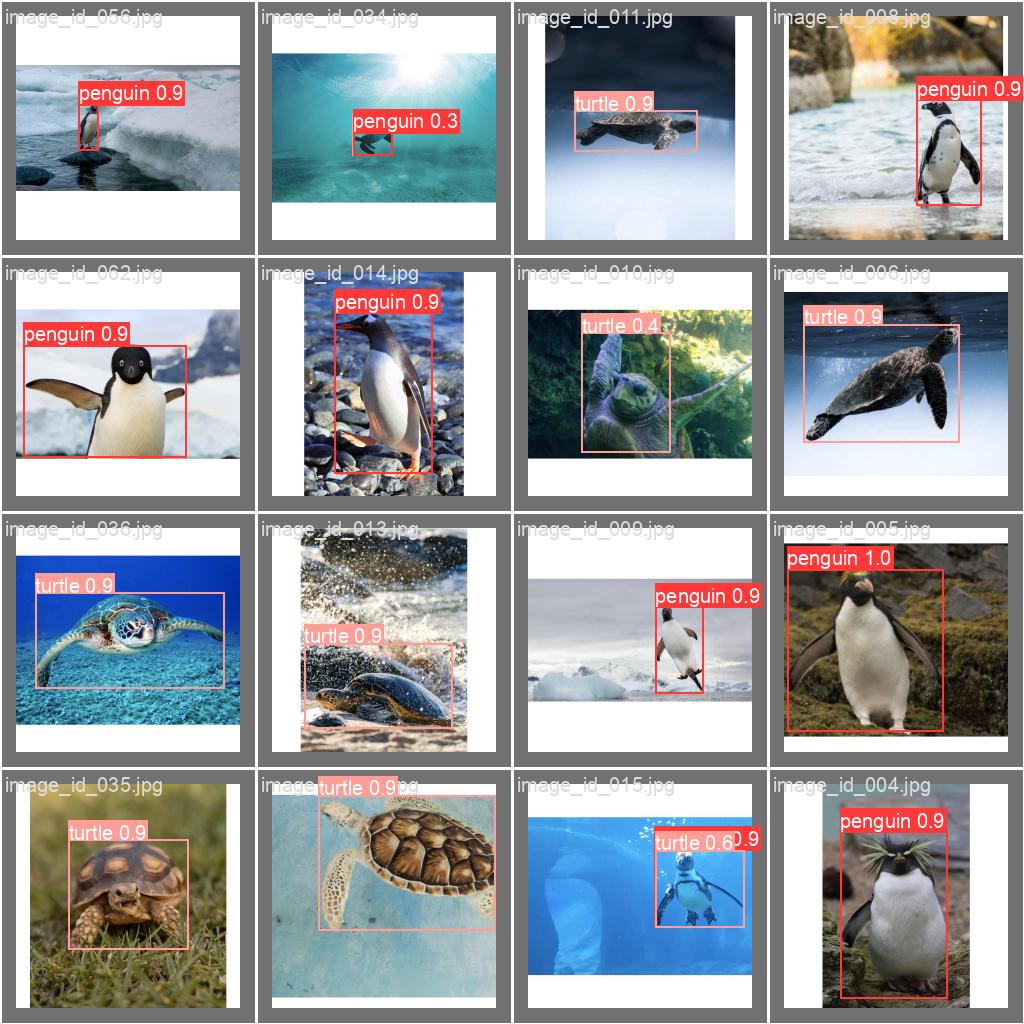 image_id_056.jpg
penguin 0.9
image_id_034.jpg
penguin 0.3
image_id_011.jpg
turtle 0.9
image_id_008.jpg
penguin 0.9
image_id_062.jpg
penguin 0.9
image_id_014.jpg
penguin 0.9
image_id_010.jpg
turtle 0.4
image_id_006.jpg
turtle 0.9
image_id_036.jpg
turtle 0.9
image_id_013.jpg
turtle 0.9
image_id_009.jpg
penguin 0.9
image_id_005.jpg
penguin 1.0
image_id_035.jpg
turtle 0.9
turtle 0.9
image_id_015.jpg
turtle 0.6
0.9
image_id_004.jpg
penguin 0.9